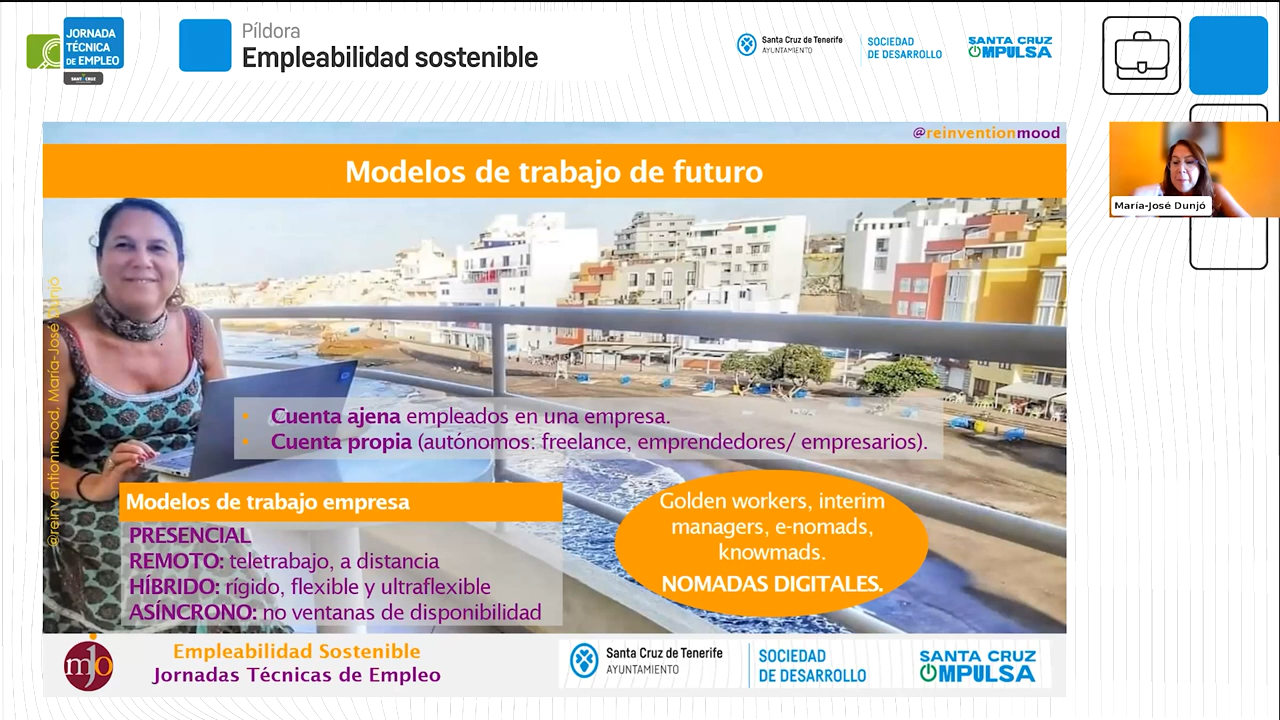 JORNADA
TÉCNICA
DE EMPLEO
SANTA CRUZ
Píldora
Empleabilidad sostenible
Santa Cruz de Tenerife
AYUNTAMIENTO
SOCIEDAD
DE DESARROLLO
SANTA CRUZ
IMPULSA
@reinventionmood
Modelos de trabajo de futuro
María-José Dunjó
@reinventionmood, María-José Dunjó
• Cuenta ajena empleados en una empresa.
• Cuenta propia (autónomos: freelance, emprendedores/ empresarios).
Modelos de trabajo empresa
PRESENCIAL
REMOTO: teletrabajo, a distancia
HÍBRIDO: rígido, flexible y ultraflexible
ASÍNCRONO: no ventanas de disponibilidad
Golden workers, interim
managers, e-nomads,
knowmads.
NOMADAS DIGITALES.
mjo
Empleabilidad Sostenible
Jornadas Técnicas de Empleo
Santa Cruz de Tenerife
AYUNTAMIENTO
SOCIEDAD
DE DESARROLLO
SANTA CRUZ
IMPULSA